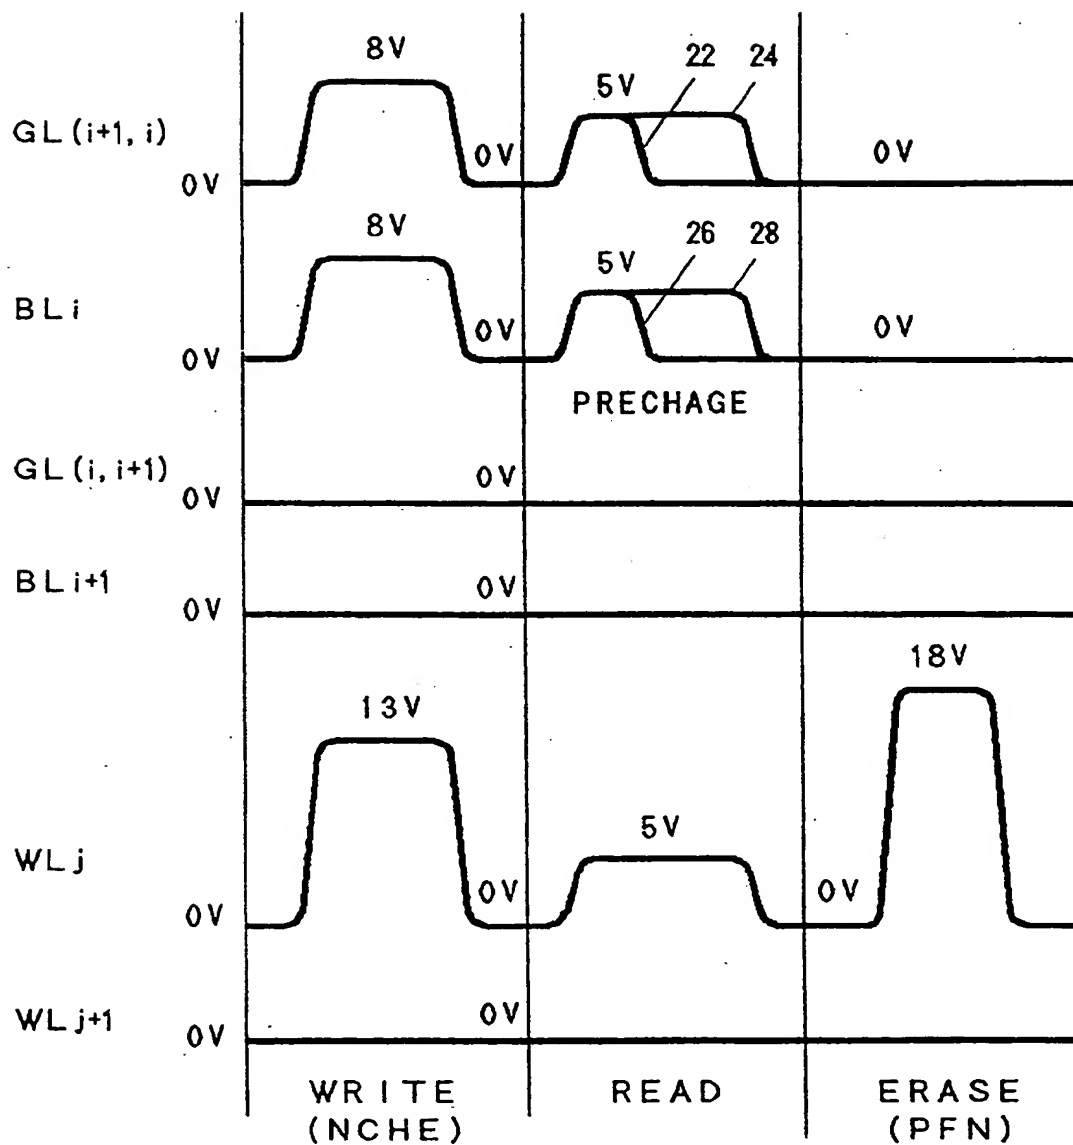 8V 5V 22 24
GL(i+1, i) 0V 0V 0V
8V 5V 26 28
BLi 0V 0V 0V
PRECHAGE
GL(i, i+1) 0V 0V
BLi+1 0V 0V
18V
13V
WLj 5V
0V 0V 0V
WLj+1 0V 0V
WRITE READ ERASE
(NCHE) (PFN)